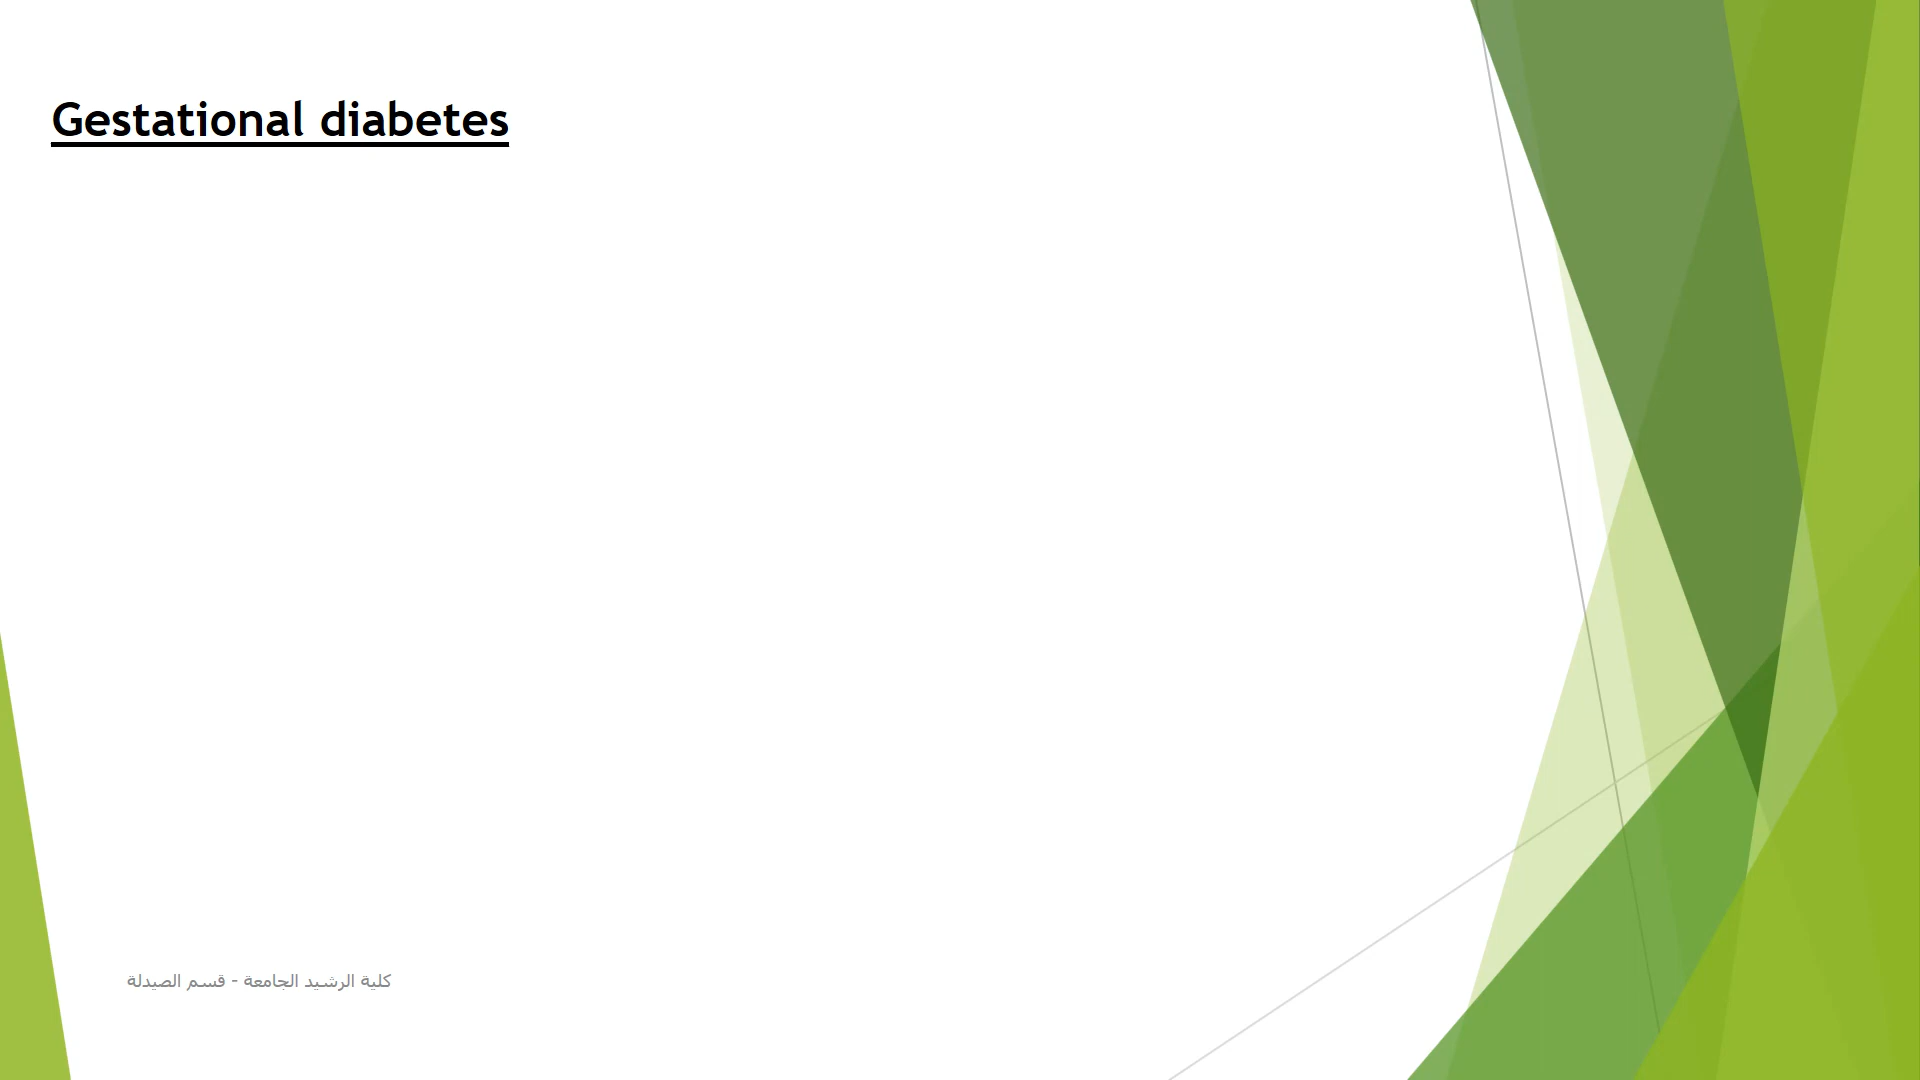 Gestational diabetes
كلية الرشيد الجامعة - قسم الصيدلة